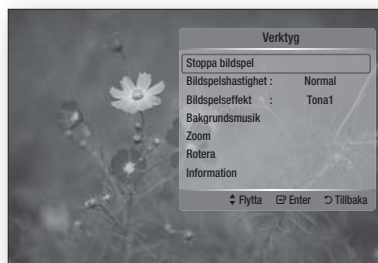 Verktyg
Stoppa bildspel
Bildspelshastighet : Normal
Bildspelseffekt : Tona1
Bakgrundsmusik
Zoom
Rotera
Information
Flytta Enter Tillbaka